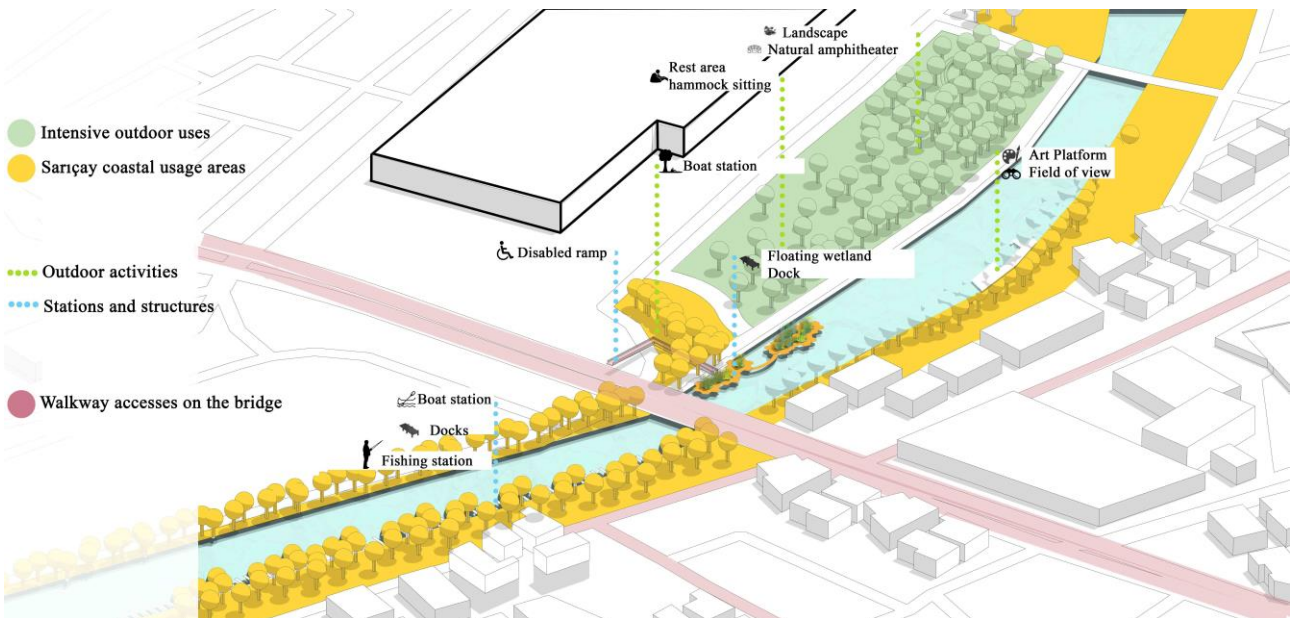 Landscape
Natural amphitheater
Rest area
hammock sitting
Intensive outdoor uses
Sarıçay coastal usage areas
Boat station
Art Platform
Field of view
Disabled ramp
Floating wetland
Dock
Outdoor activities
Stations and structures
Walkway accesses on the bridge
Boat station
Docks
Fishing station